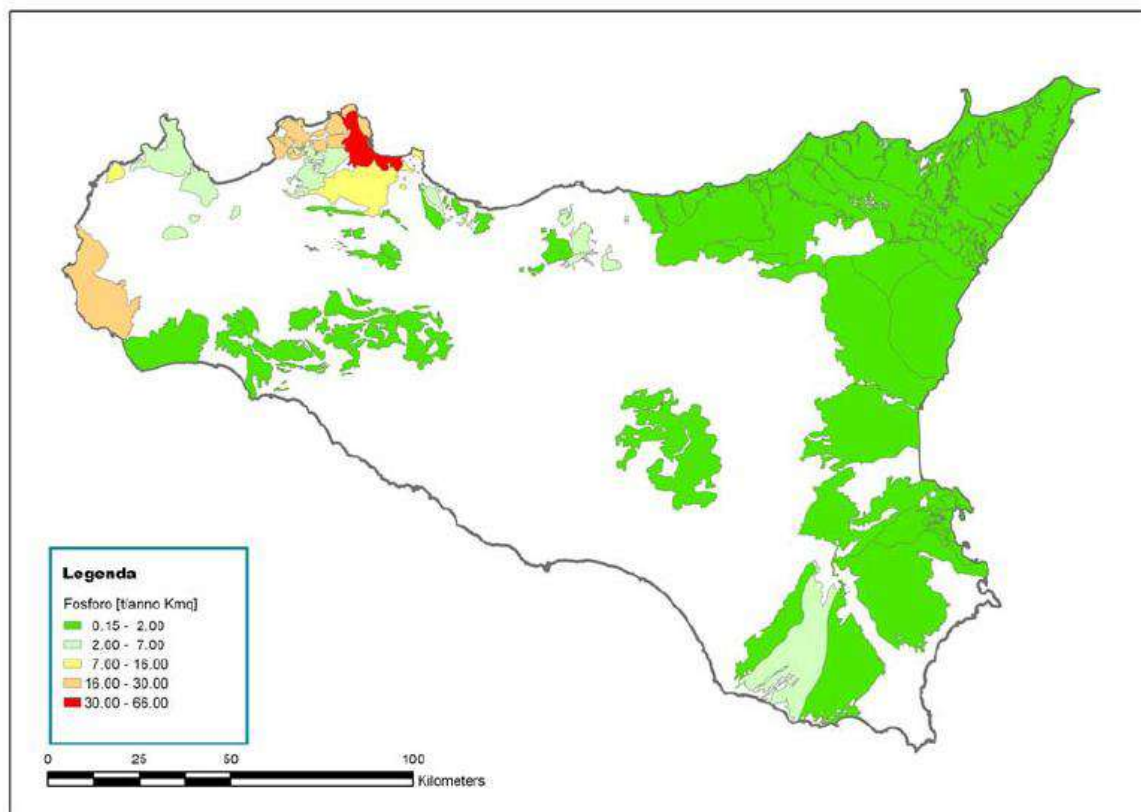 Legenda
Fosforo [t/anno Kmq]
0.15 - 2.00
2.00 - 7.00
7.00 - 16.00
16.00 - 30.00
30.00 - 66.00
0 25 50 100
Kilometers